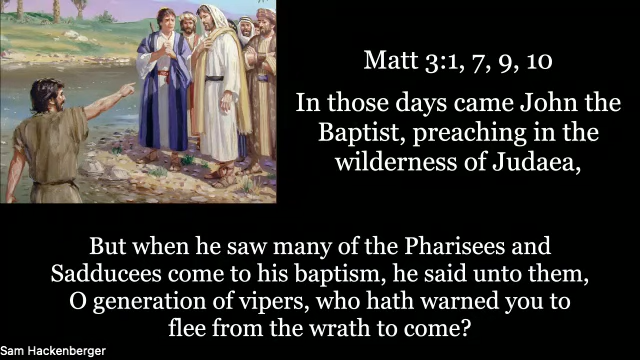 Matt 3:1, 7, 9, 10
In those days came John the
Baptist, preaching in the
wilderness of Judaea,
But when he saw many of the Pharisees and
Sadducees come to his baptism, he said unto them,
O generation of vipers, who hath warned you to
flee from the wrath to come?
Sam Hackenberger